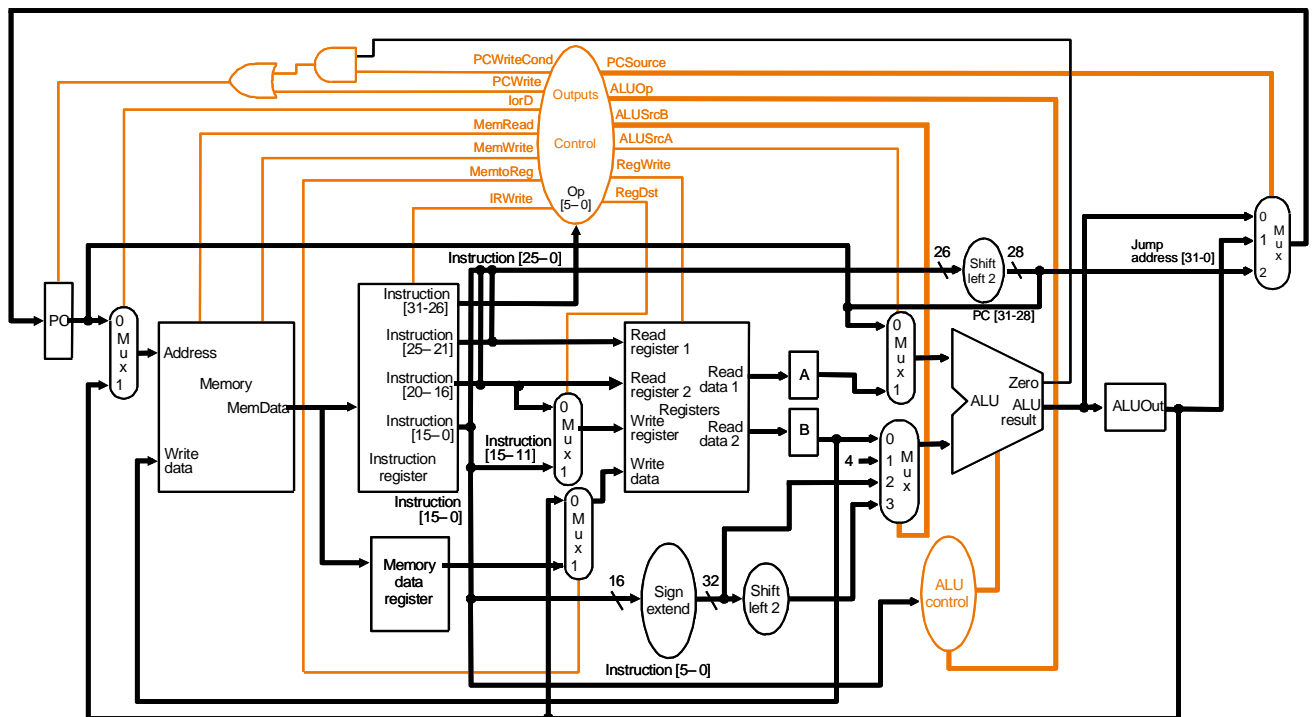 PCWriteCond
PCSource
PCWrite
ALUOp
IorD
Outputs
ALUSrcB
MemRead
ALUSrcA
MemWrite
Control
RegWrite
MemtoReg
RegDst
IRWrite
Op
[5–0]
0
1
2
M
u
x
Jump
address [31-0]
Instruction [25–0]
26
Shift
left 2
28
PC [31-28]
PC
0
M
u
x
1
Address
Memory
MemData
Write
data
Instruction
[31-26]
Instruction
[25–21]
Instruction
[20–16]
Instruction
[15–0]
Instruction
register
Instruction
[15–0]
Instruction
[15–11]
0
M
u
x
1
0
M
u
x
1
Read
register 1
Read
register 2
Write
register
Write
data
Registers
Read
data 1
Read
data 2
A
B
4
0
M
u
x
1
0
1
2
3
M
u
x
Zero
ALU
ALU
result
ALUOut
Memory
data
register
16
Sign
extend
32
Shift
left 2
ALU
control
Instruction [5–0]